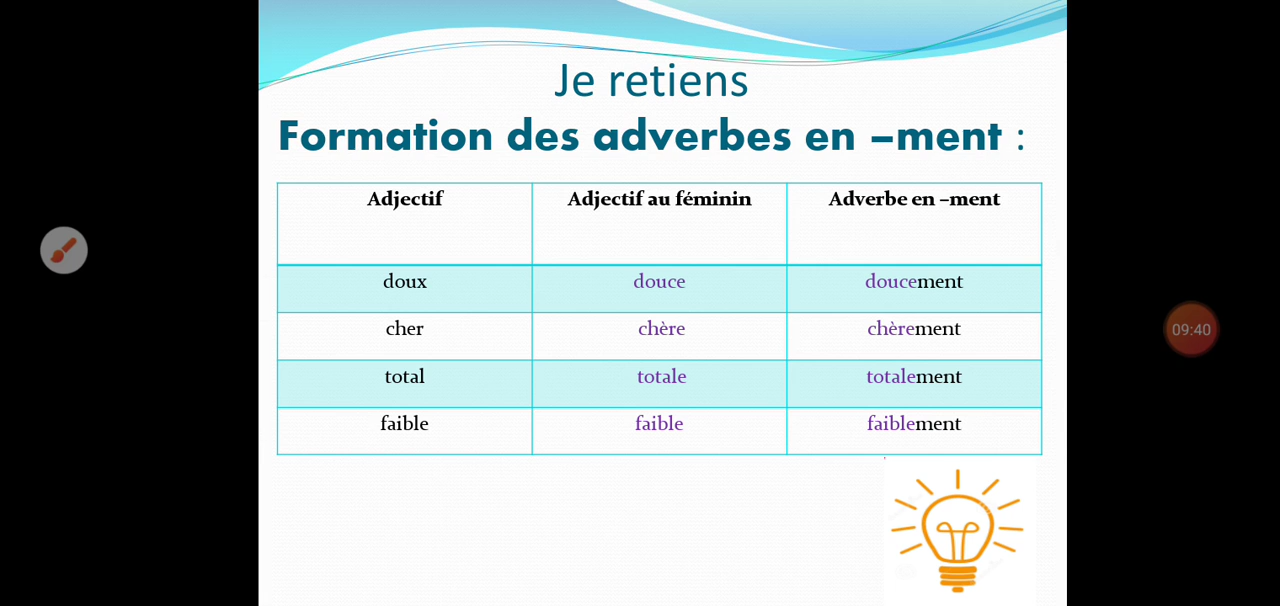 Je retiens
Formation des adverbes en –ment :
Adjectif Adjectif au féminin Adverbe en –ment
doux douce doucement
cher chère chèrement
total totale totalement
faible faible faiblement
09:40